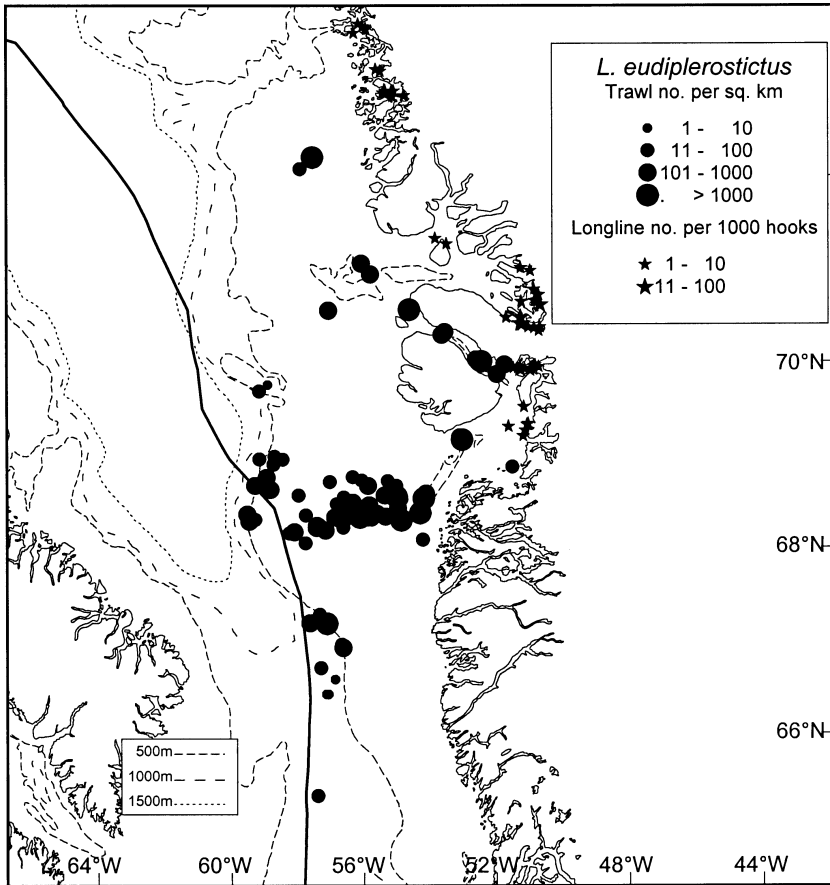 L. eudiplerostictus
Trawl no. per sq. km
1 - 10
11 - 100
101 - 1000
. > 1000
Longline no. per 1000 hooks
1 - 10
11 - 100
70°N
68°N
66°N
500m
1000m
1500m
64°W 60°W 56°W 52°W 48°W 44°W